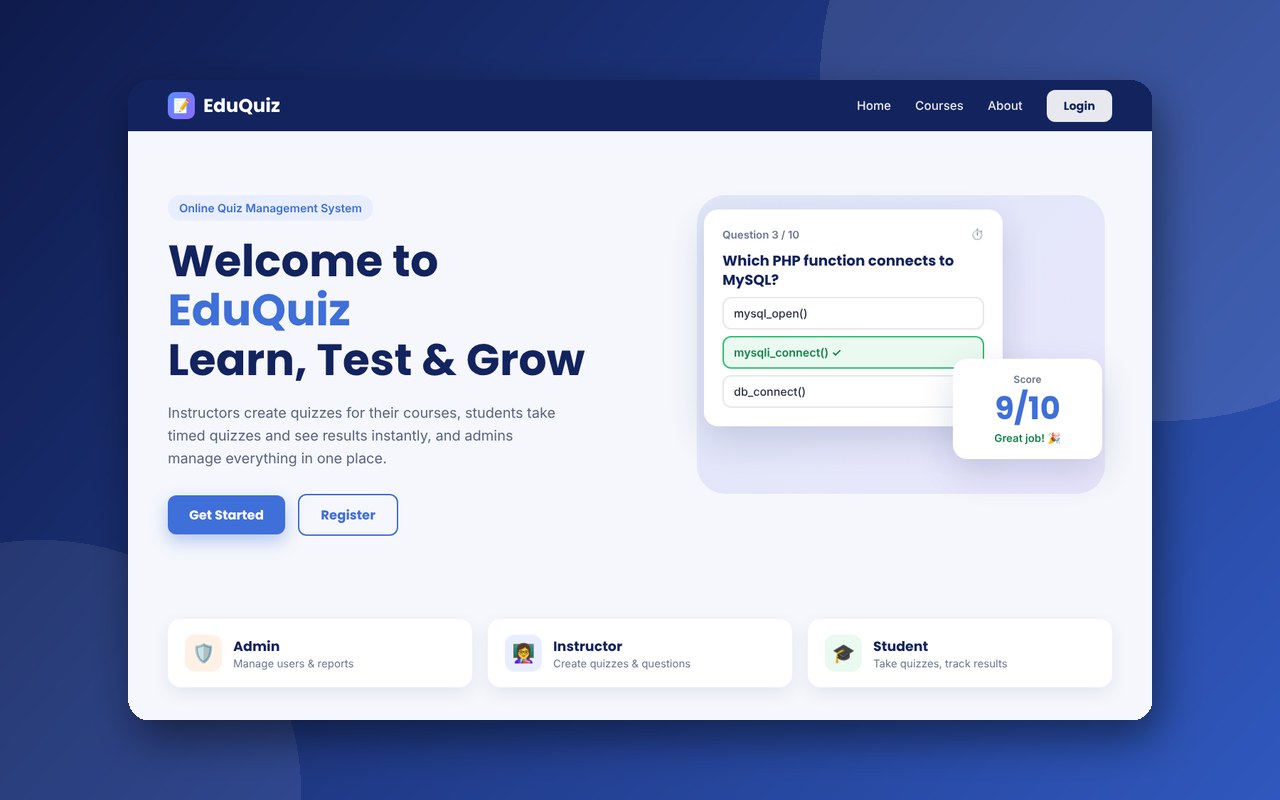 EduQuiz
Home
Courses
About
Login
Online Quiz Management System
Welcome to
EduQuiz
Learn, Test & Grow
Instructors create quizzes for their courses, students take
timed quizzes and see results instantly, and admins
manage everything in one place.
Get Started
Register
Question 3 / 10
Which PHP function connects to
MySQL?
mysql_open()
mysqli_connect() ✓
db_connect()
Score
9/10
Great job! 🎉
Admin
Manage users & reports
Instructor
Create quizzes & questions
Student
Take quizzes, track results